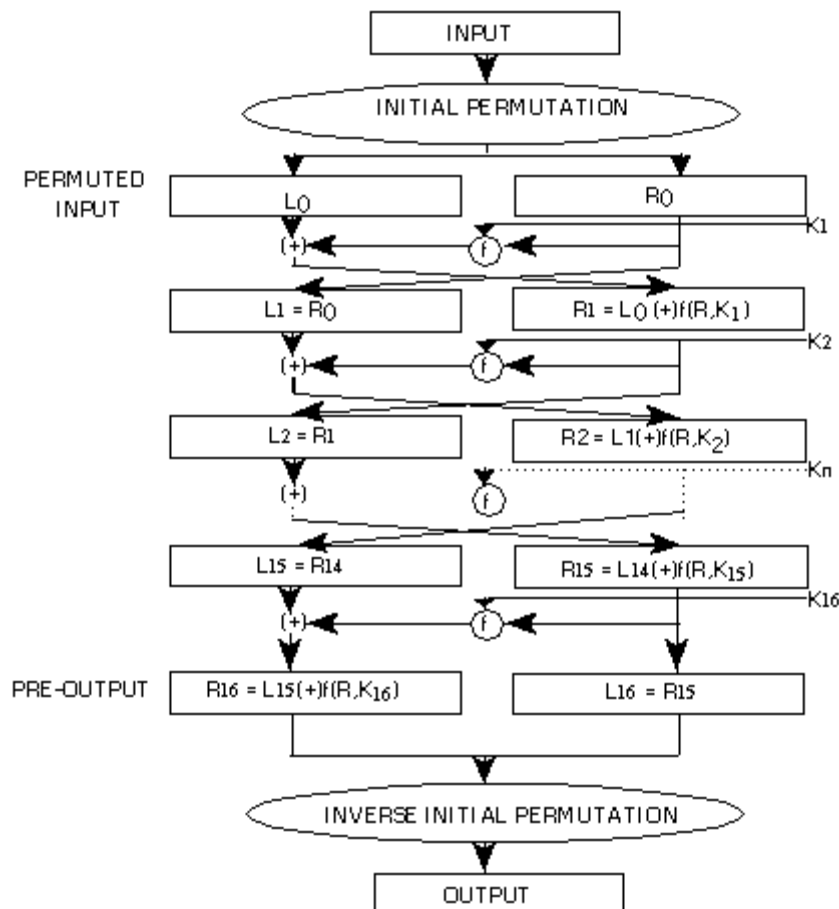 INPUT
INITIAL PERMUTATION
PERMUTED
INPUT
L0
R0
K1
(+)
f
L1 = R0
R1 = L0 (+)f(R,K1)
K2
(+)
f
L2 = R1
R2 = L1(+)f(R,K2)
Kn
(+)
f
L15 = R14
R15 = L14(+)f(R,K15)
K16
(+)
f
PRE-OUTPUT
R16 = L15(+)f(R,K16)
L16 = R15
INVERSE INITIAL PERMUTATION
OUTPUT